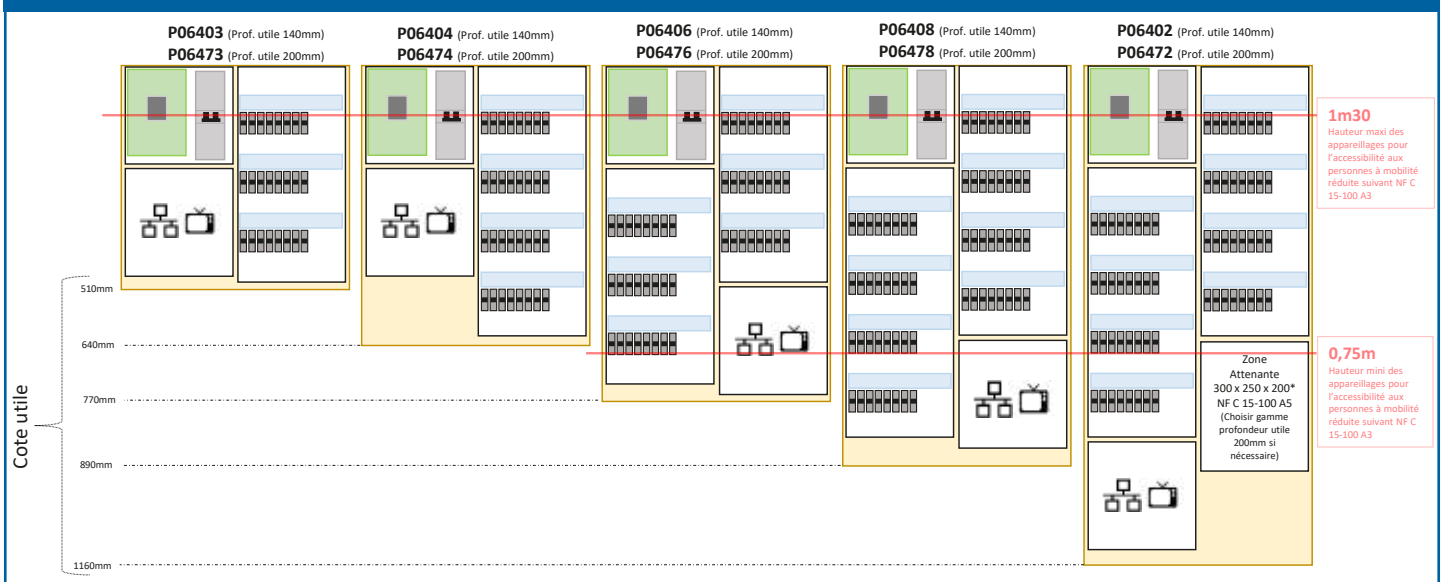 P06403 (Prof. utile 140mm)
P06473 (Prof. utile 200mm)
P06404 (Prof. utile 140mm)
P06474 (Prof. utile 200mm)
P06406 (Prof. utile 140mm)
P06476 (Prof. utile 200mm)
P06408 (Prof. utile 140mm)
P06478 (Prof. utile 200mm)
P06402 (Prof. utile 140mm)
P06472 (Prof. utile 200mm)
1m30
Hauteur maxi des
appareillages pour
l'accessibilité aux
personnes à mobilité
réduite suivant NF C
15-100 A3
Cote utile
510mm
640mm
770mm
890mm
1160mm
Zone
Attenante
300 x 250 x 200*
NF C 15-100 A5
(Choisir gamme
profondeur utile
200mm si
nécessaire)
0,75m
Hauteur mini des
appareillages pour
l'accessibilité aux
personnes à mobilité
réduite suivant NF C
15-100 A3